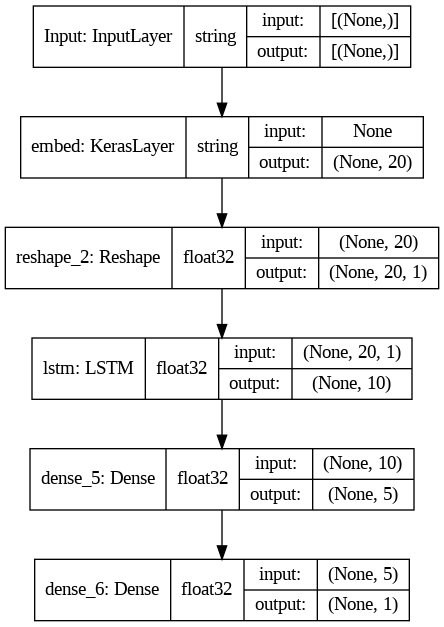 Input: InputLayer string input: [(None,)]
output: [(None,)]
embed: KerasLayer string input: None
output: (None, 20)
reshape_2: Reshape float32 input: (None, 20)
output: (None, 20, 1)
lstm: LSTM float32 input: (None, 20, 1)
output: (None, 10)
dense_5: Dense float32 input: (None, 10)
output: (None, 5)
dense_6: Dense float32 input: (None, 5)
output: (None, 1)